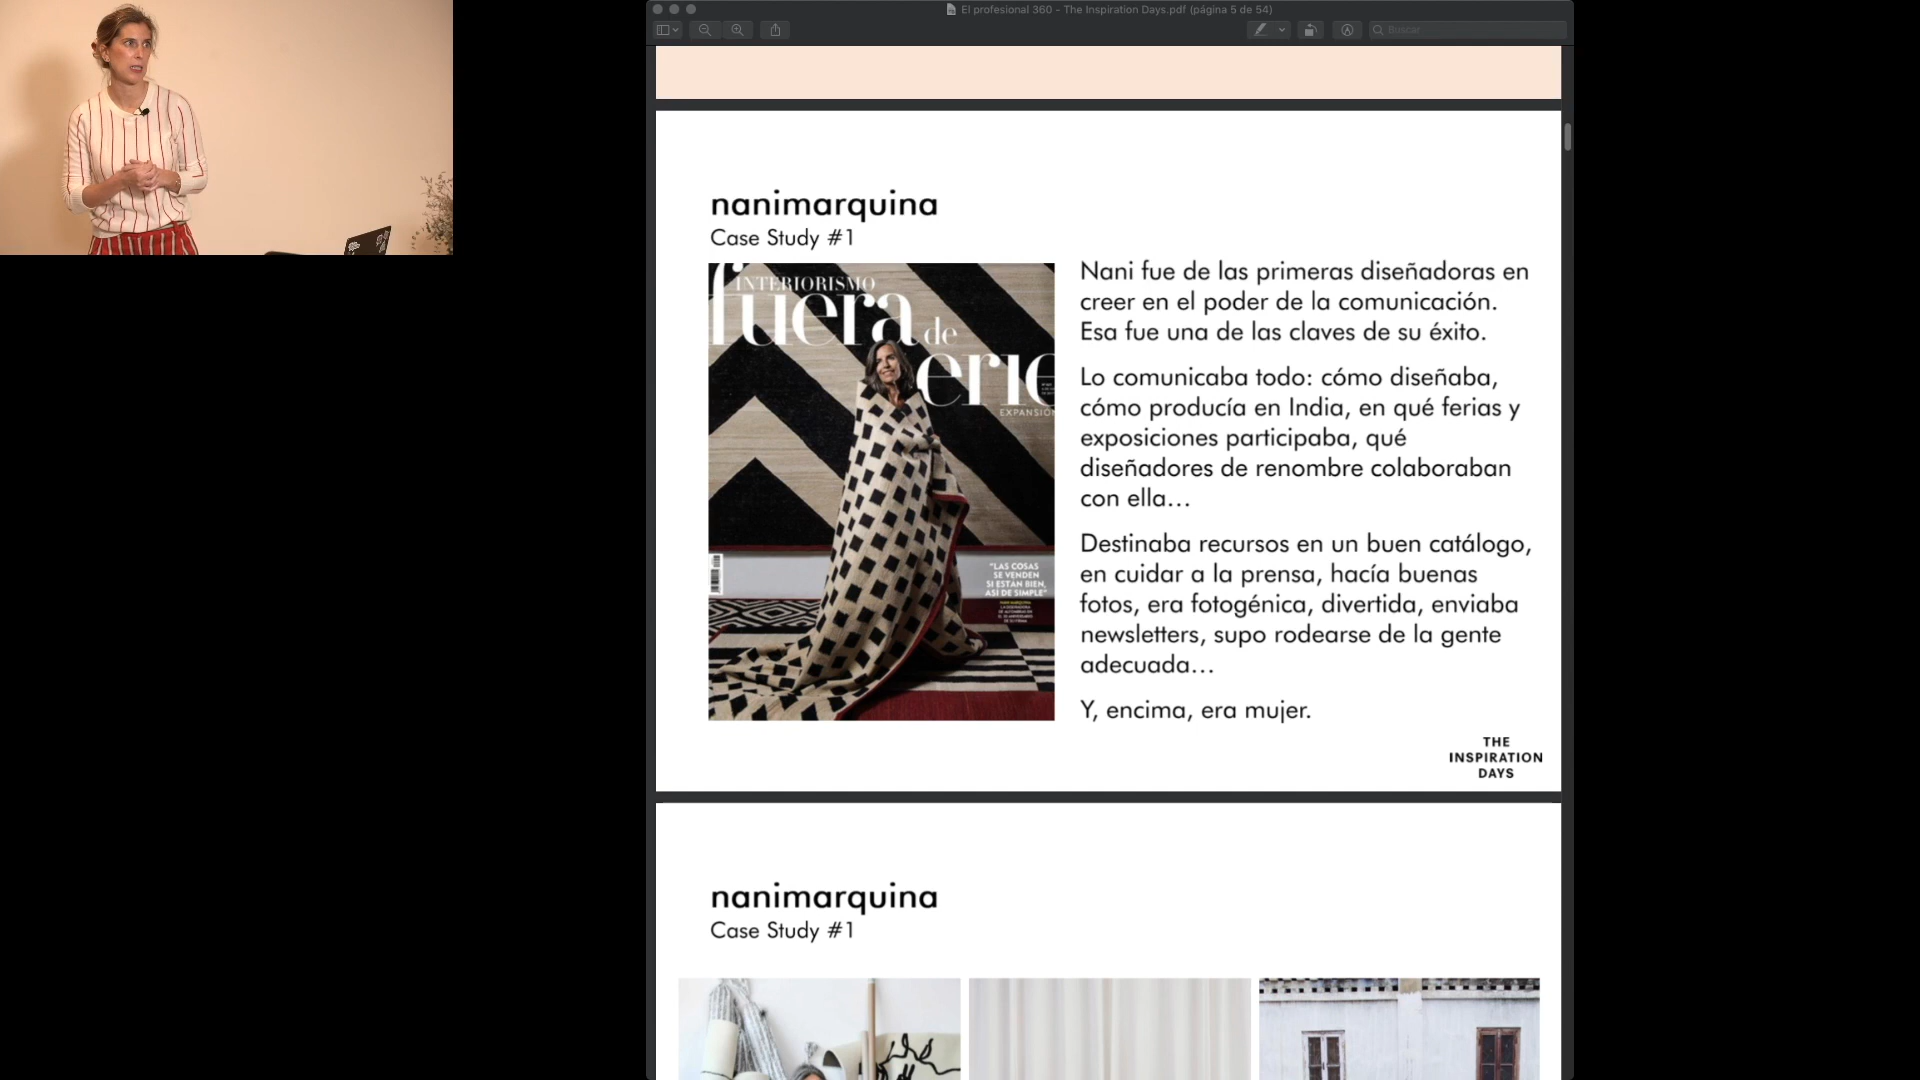 El profesional 360 – The Inspiration Days.pdf (página 5 de 54)
Buscar
nanimarquina
Case Study #1
INTERIORISMO
fuera de
erie
EXPANSIÓN
"LAS COSAS
SE VENDEN
SI ESTÁN BIEN,
ASÍ DE SIMPLE"
Nani fue de las primeras diseñadoras en
creer en el poder de la comunicación.
Esa fue una de las claves de su éxito.
Lo comunicaba todo: cómo diseñaba,
cómo producía en India, en qué ferias y
exposiciones participaba, qué
diseñadores de renombre colaboraban
con ella…
Destinaba recursos en un buen catálogo,
en cuidar a la prensa, hacía buenas
fotos, era fotogénica, divertida, enviaba
newsletters, supo rodearse de la gente
adecuada…
Y, encima, era mujer.
THE
INSPIRATION
DAYS
nanimarquina
Case Study #1